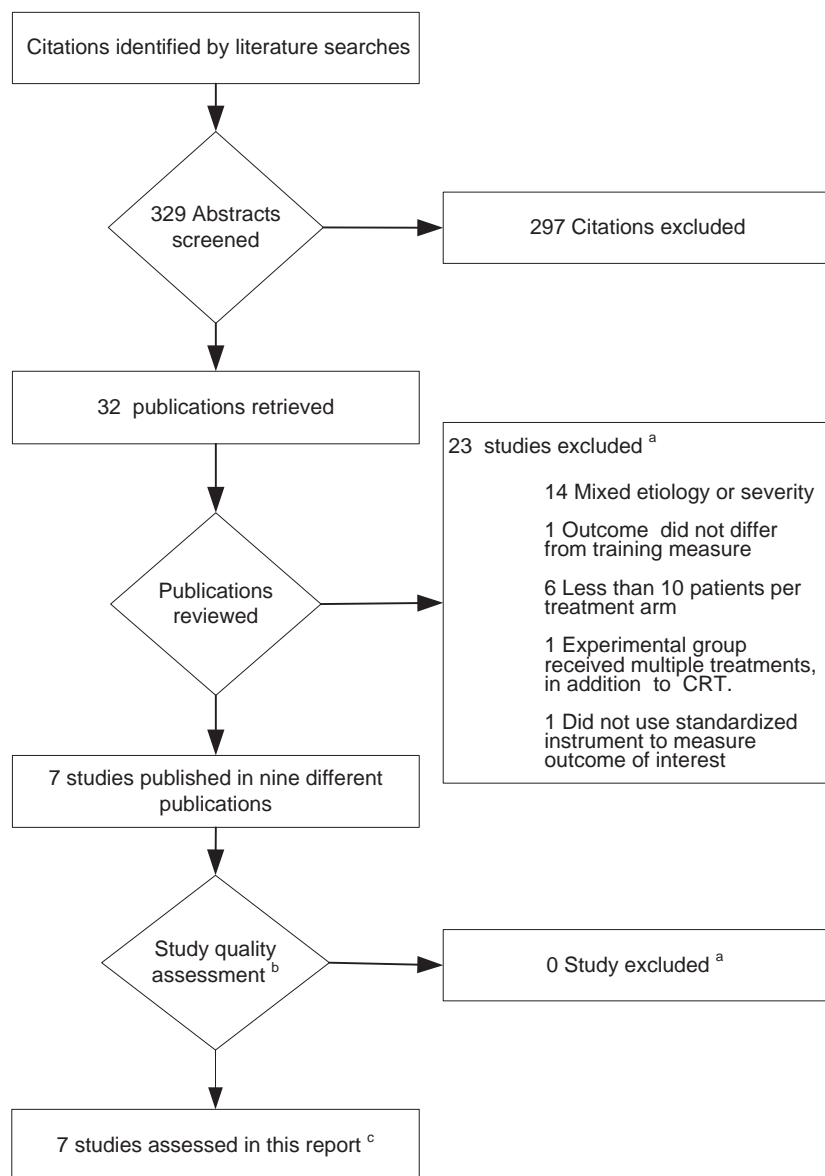 Citations identified by literature searches
329 Abstracts
screened
297 Citations excluded
32 publications retrieved
23 studies excluded a
14 Mixed etiology or severity
1 Outcome did not differ
from training measure
6 Less than 10 patients per
treatment arm
1 Experimental group
received multiple treatments,
in addition to CRT.
1 Did not use standardized
instrument to measure
outcome of interest
Publications
reviewed
7 studies published in nine different
publications
Study quality
assessment b
0 Study excluded a
7 studies assessed in this report c